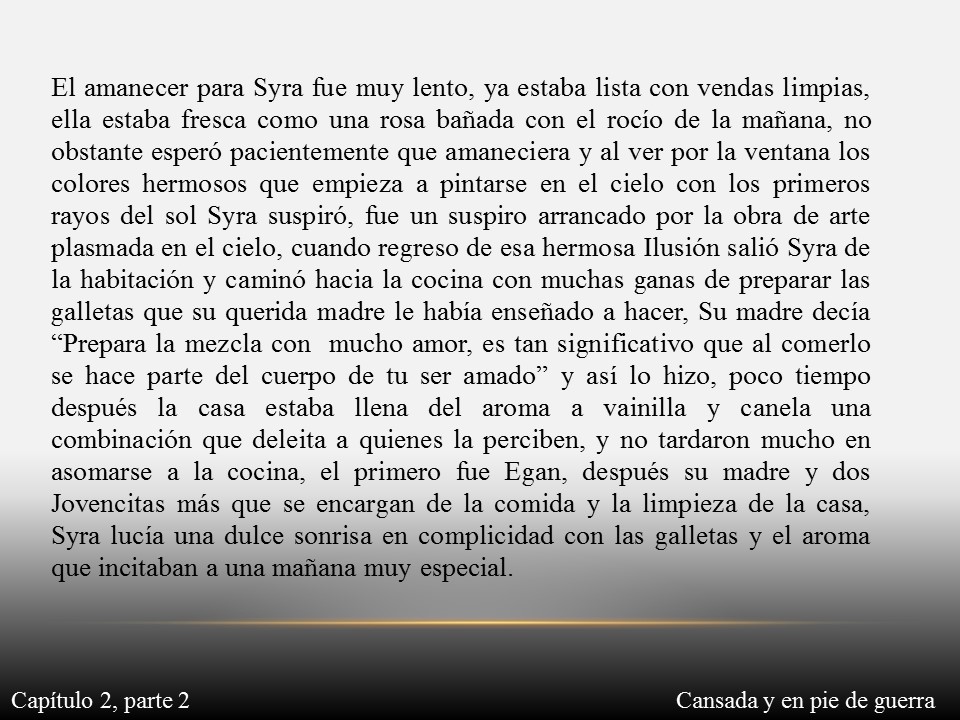 El amanecer para Syra fue muy lento, ya estaba lista con vendas limpias,
ella estaba fresca como una rosa bañada con el rocío de la mañana, no
obstante esperó pacientemente que amaneciera y al ver por la ventana los
colores hermosos que empieza a pintarse en el cielo con los primeros
rayos del sol Syra suspiró, fue un suspiro arrancado por la obra de arte
plasmada en el cielo, cuando regreso de esa hermosa Ilusión salió Syra de
la habitación y caminó hacia la cocina con muchas ganas de preparar las
galletas que su querida madre le había enseñado a hacer, Su madre decía
“Prepara la mezcla con  mucho amor, es tan significativo que al comerlo
se hace parte del cuerpo de tu ser amado” y así lo hizo, poco tiempo
después la casa estaba llena del aroma a vainilla y canela una
combinación que deleita a quienes la perciben, y no tardaron mucho en
asomarse a la cocina, el primero fue Egan, después su madre y dos
Jovencitas más que se encargan de la comida y la limpieza de la casa,
Syra lucía una dulce sonrisa en complicidad con las galletas y el aroma
que incitaban a una mañana muy especial.
Capítulo 2, parte 2
Cansada y en pie de guerra